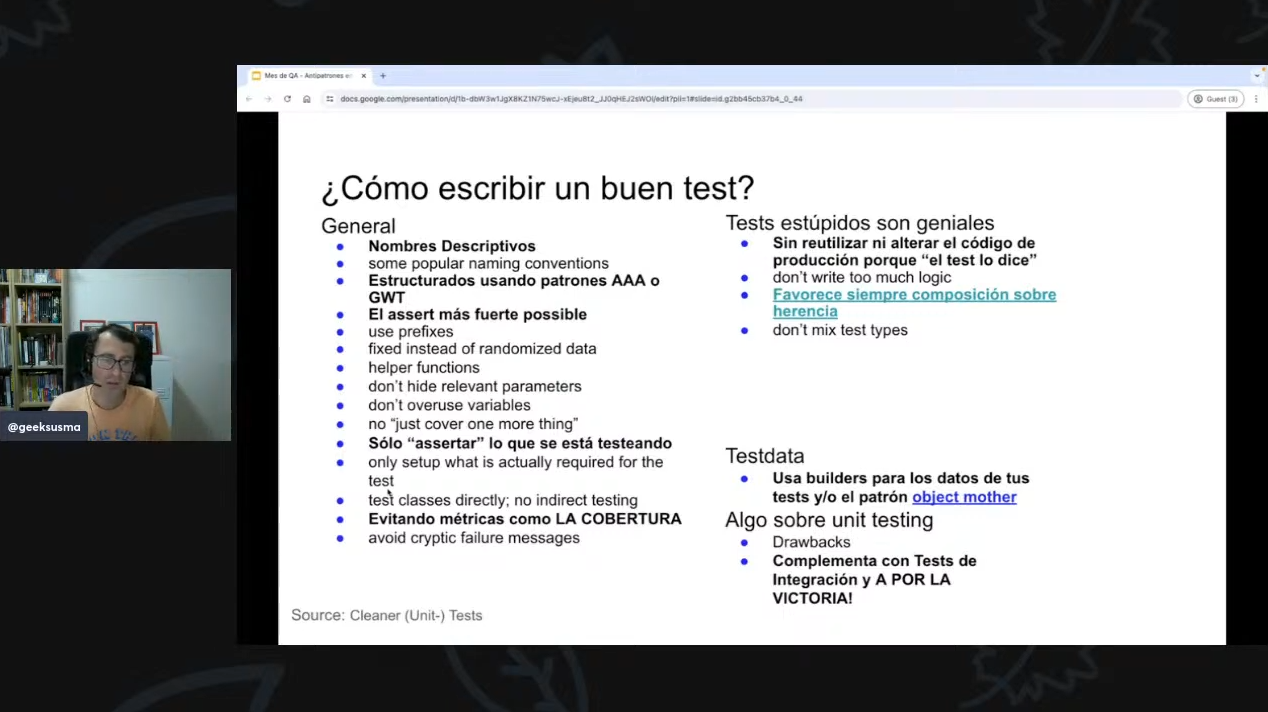 Mes de QA - Antipatrones en
docs.google.com/presentation/d/1b-dbW3w1JgX8KZ1N75wcJ-xEjeu8t2_JJ0qHEJ2sWOI/edit?pli=1#slide=id.g2bb45cb37b4_0_44
Guest (3)
¿Cómo escribir un buen test?
General
Nombres Descriptivos
some popular naming conventions
Estructurados usando patrones AAA o
GWT
El assert más fuerte possible
use prefixes
fixed instead of randomized data
helper functions
don't hide relevant parameters
don't overuse variables
no “just cover one more thing”
Sólo “assertar” lo que se está testeando
only setup what is actually required for the
test
test classes directly; no indirect testing
Evitando métricas como LA COBERTURA
avoid cryptic failure messages
Tests estúpidos son geniales
Sin reutilizar ni alterar el código de
producción porque “el test lo dice”
don't write too much logic
Favorece siempre composición sobre
herencia
don't mix test types
Testdata
Usa builders para los datos de tus
tests y/o el patrón object mother
Algo sobre unit testing
Drawbacks
Complementa con Tests de
Integración y A POR LA
VICTORIA!
Source: Cleaner (Unit-) Tests
@geeksusma